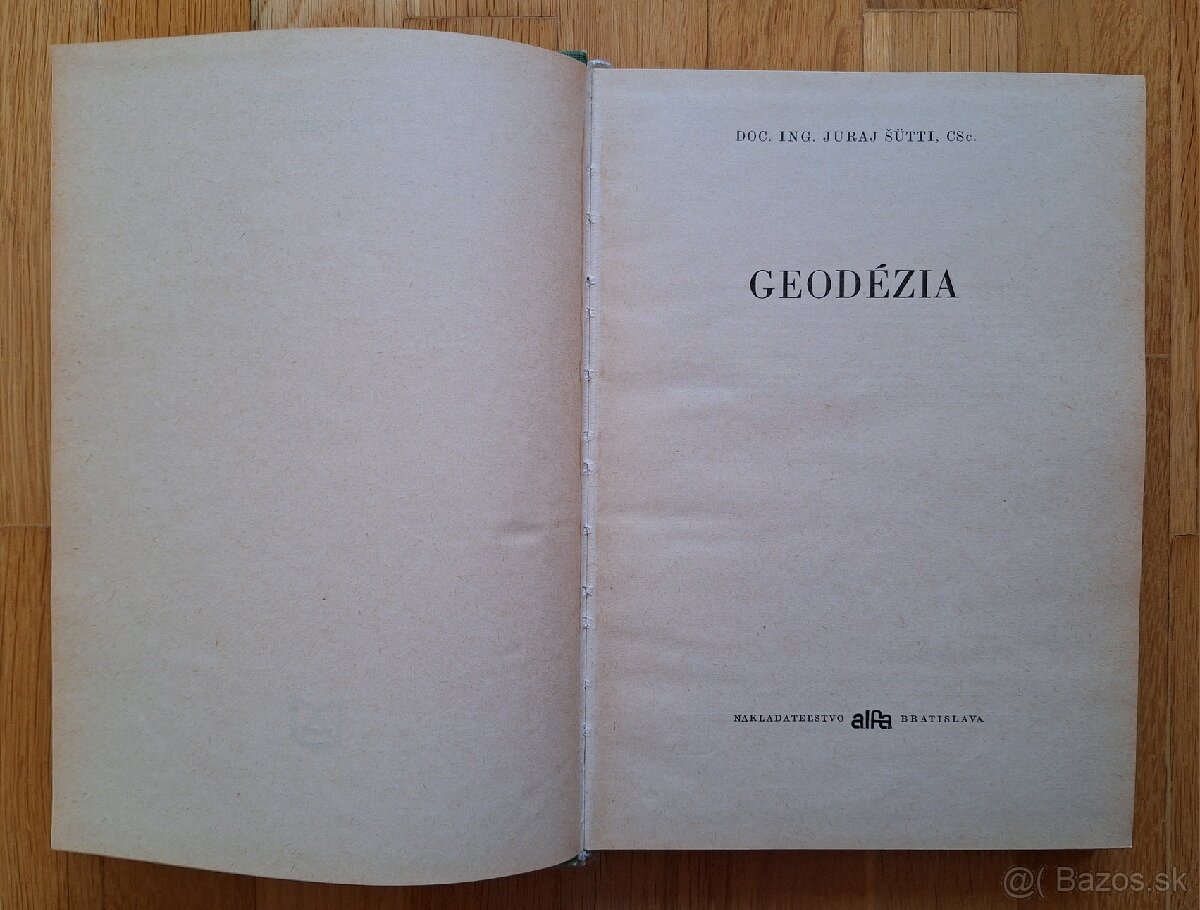 DOC. ING. JURAJ ŠÜTTI, CSc.
GEODÉZIA
NAKLADATEĽSTVO alfa BRATISLAVA
@( Bazos.sk